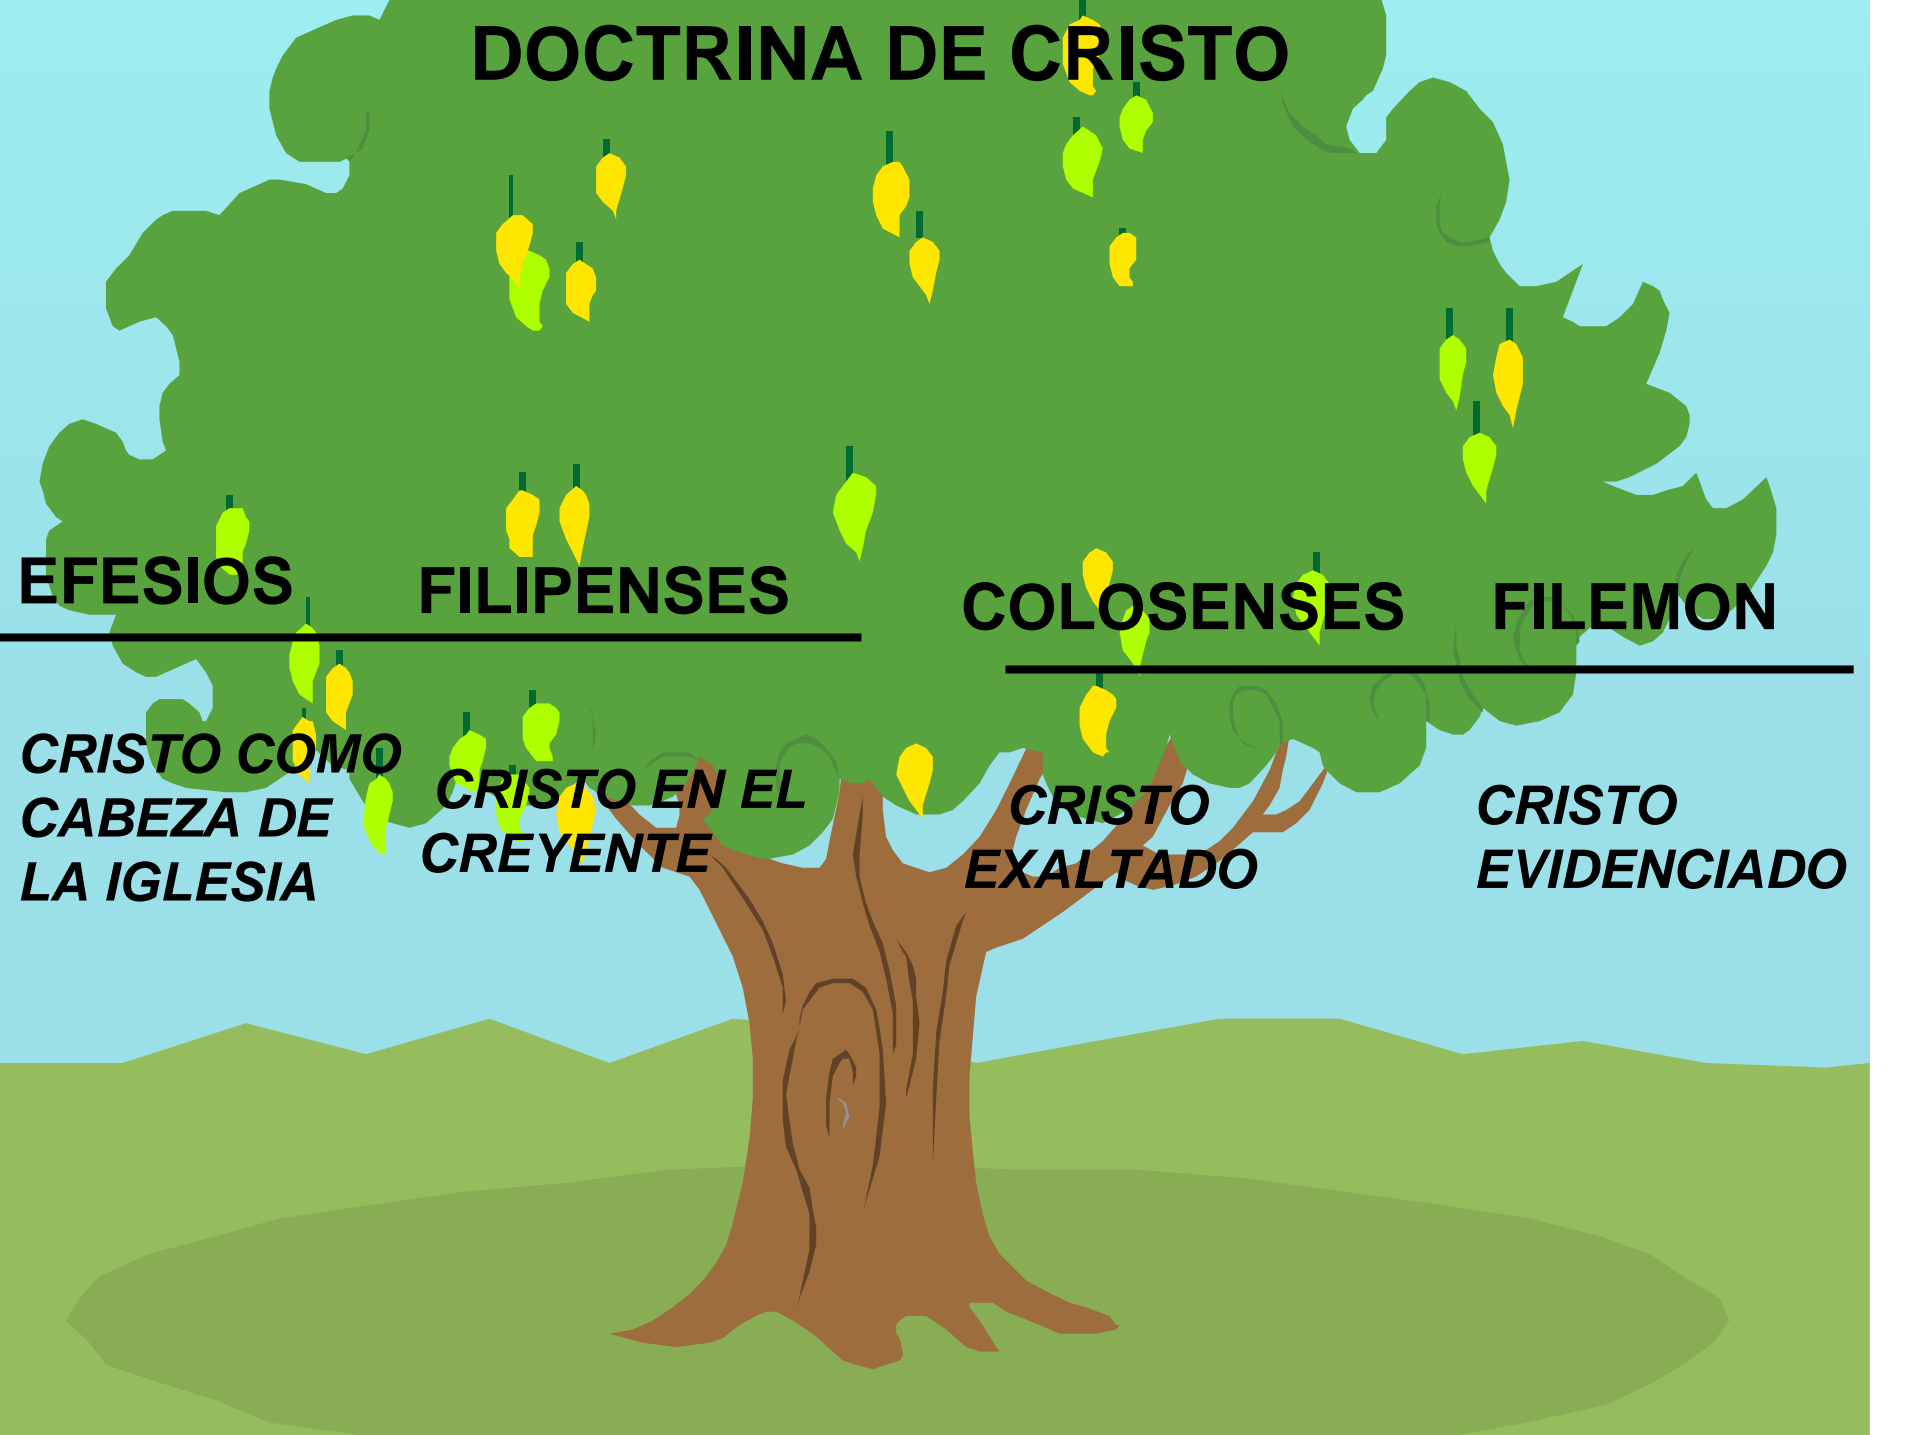 DOCTRINA DE CRISTO
EFESIOS
FILIPENSES
COLOSENSES
FILEMON
CRISTO COMO
CABEZA DE
LA IGLESIA
CRISTO EN EL
CREYENTE
CRISTO
EXALTADO
CRISTO
EVIDENCIADO